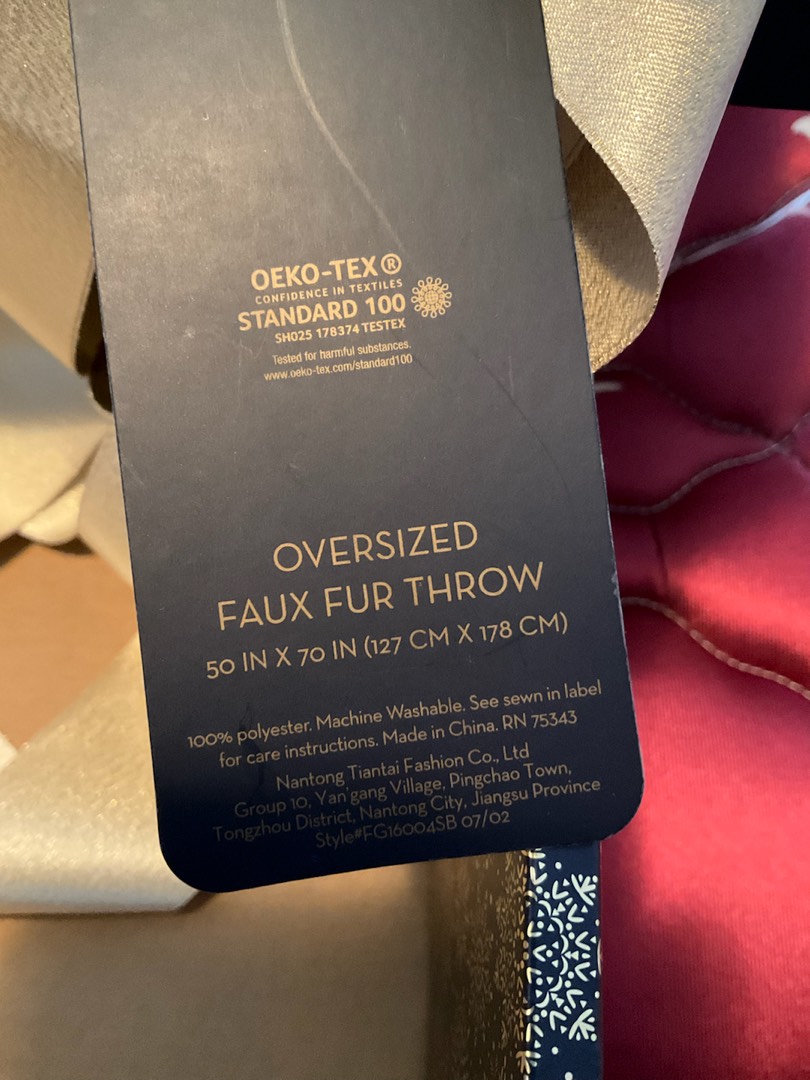 OEKO-TEX®
CONFIDENCE IN TEXTILES
STANDARD 100
SH025 178374 TESTEX
Tested for harmful substances.
www.oeko-tex.com/standard100
OVERSIZED
FAUX FUR THROW
50 IN X 70 IN (127 CM X 178 CM)
100% polyester. Machine Washable. See sewn in label
for care instructions. Made in China. RN 75343
Nantong Tiantai Fashion Co., Ltd
Group 10, Yan'gang Village, Pingchao Town,
Tongzhou District, Nantong City, Jiangsu Province
Style#FG16004SB 07/02